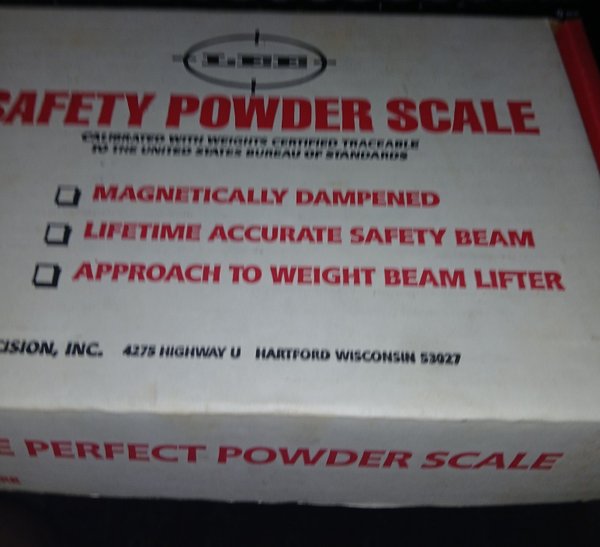 LEE
SAFETY POWDER SCALE
CALIBRATED WITH WEIGHTS CERTIFIED TRACEABLE
TO THE UNITED STATES BUREAU OF STANDARDS
MAGNETICALLY DAMPENED
LIFETIME ACCURATE SAFETY BEAM
APPROACH TO WEIGHT BEAM LIFTER
CISION, INC. 4275 HIGHWAY U HARTFORD WISCONSIN 53027
E PERFECT POWDER SCALE